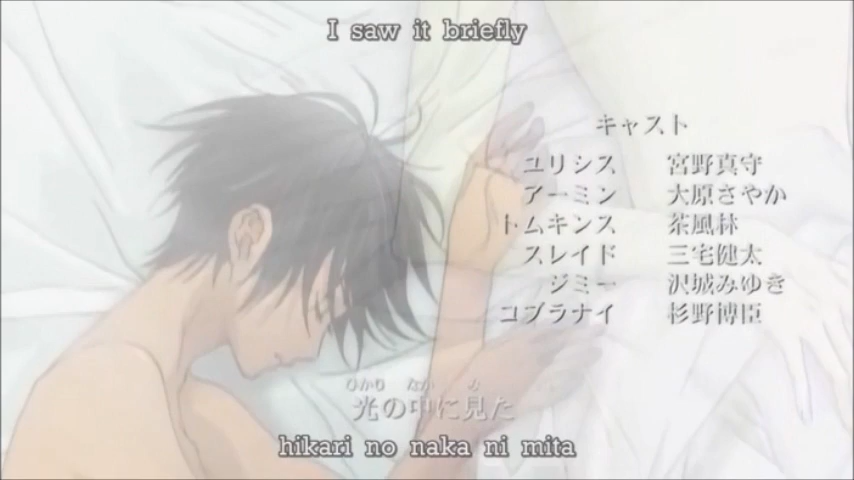 I saw it briefly
キャスト
ユリシス 宮野真守
アーミン 大原さやか
トムキンス 茶風林
スレイド 三宅健太
ジミー 沢城みゆき
コブラナイ 杉野博臣
ひかり なか み
光の中に見た
hikari no naka ni mita